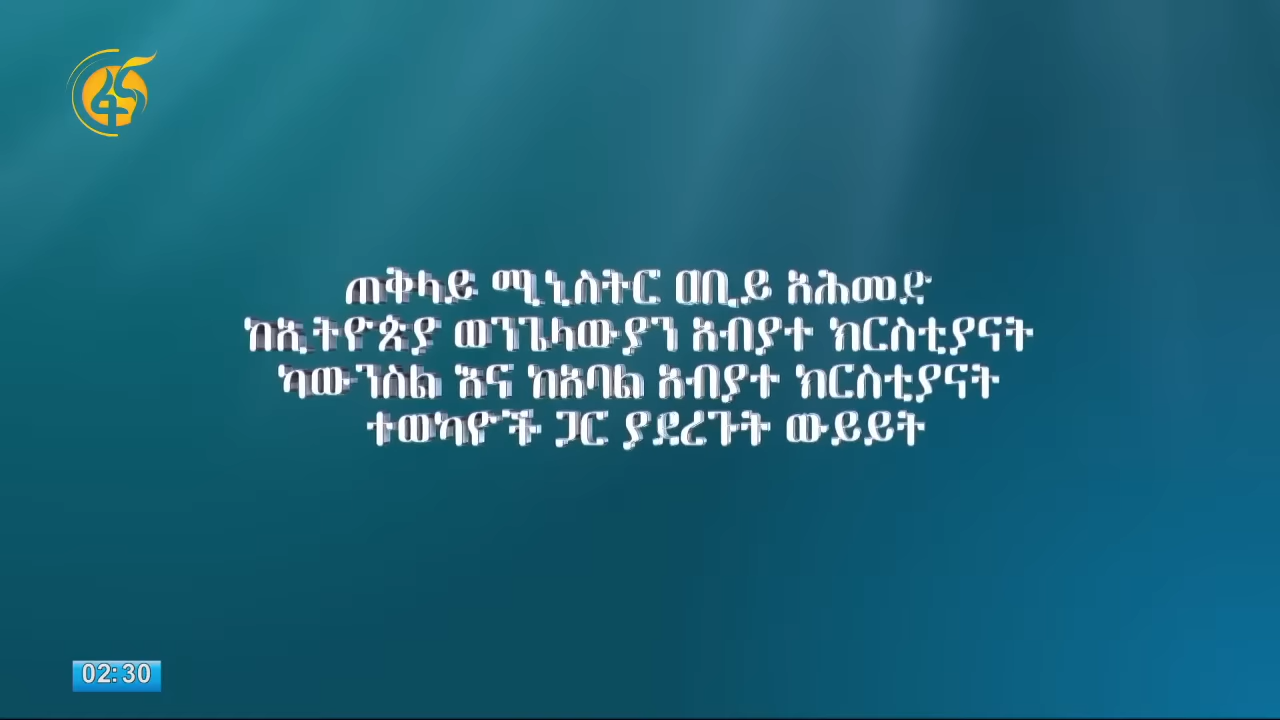 ፋና
ጠቅላይ ሚኒስትር ዐቢይ አሕመድ
ከኢትዮጵያ ወንጌላውያን አብያተ ክርስቲያናት
ካውንስል እና ከአባል አብያተ ክርስቲያናት
ተወካዮች ጋር ያደረጉት ውይይት
02:30